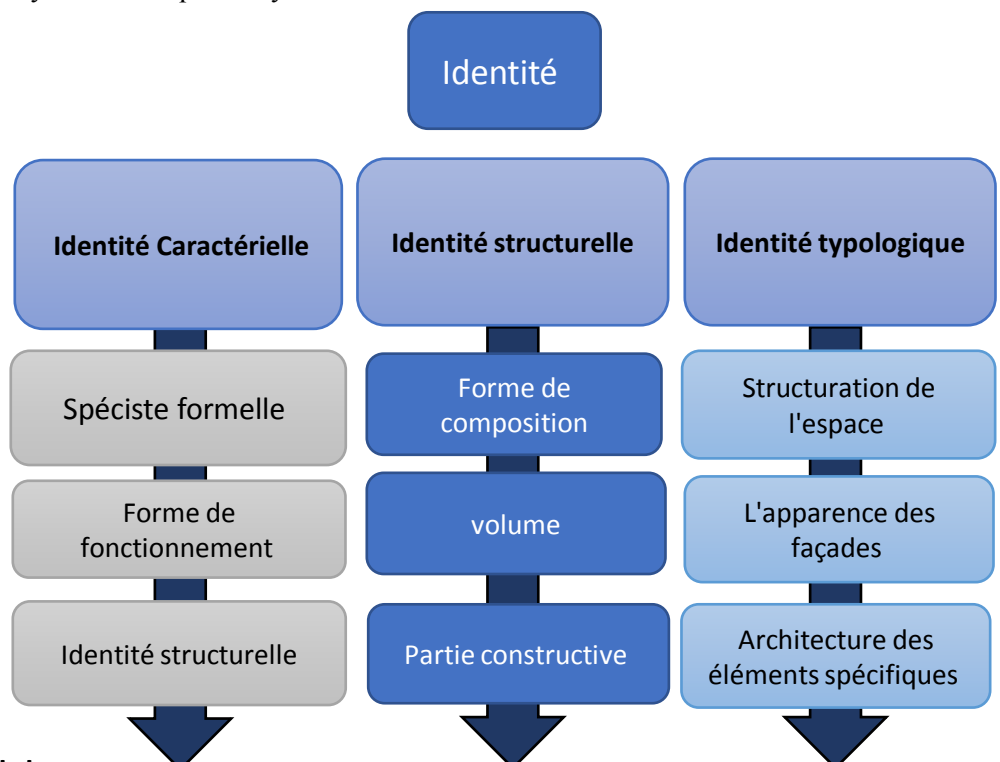 Identité
Identité Caractérielle
Spéciste formelle
Forme de
fonctionnement
Identité structurelle
Identité structurelle
Forme de
composition
volume
Partie constructive
Identité typologique
Structuration de
l'espace
L'apparence des
façades
Architecture des
éléments spécifiques